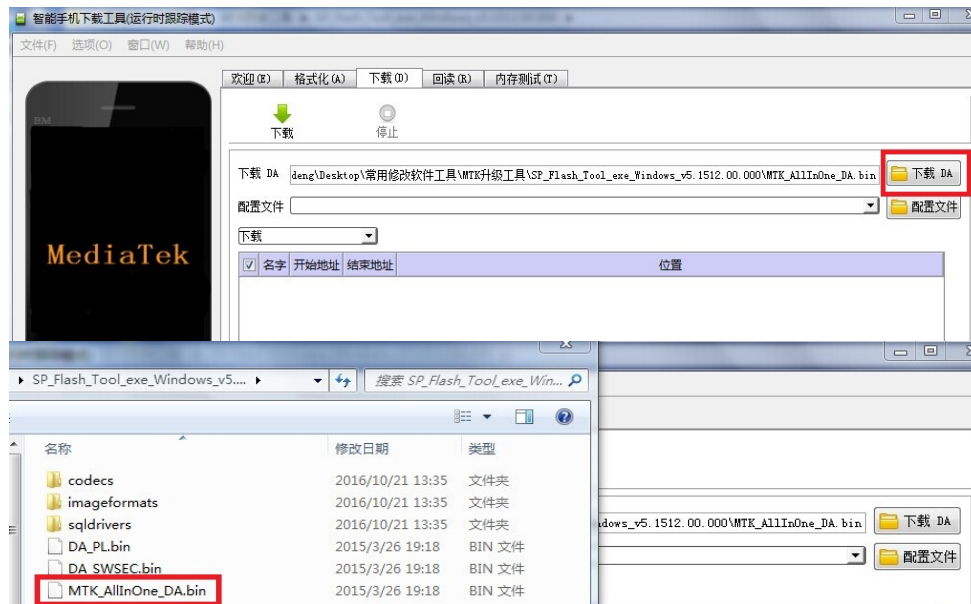 智能手机下载工具(运行时跟踪模式)
文件(F) 选项(O) 窗口(W) 帮助(H)
欢迎(E) 格式化(A) 下载(D) 回读(R) 内存测试(T)
BM
下载 停止
下载 DA deng\Desktop\常用修改软件工具\MTK升级工具\SP_Flash_Tool_exe_Windows_v5.1512.00.000\MTK_AllInOne_DA.bin 下载 DA
配置文件 配置文件
下载
MediaTek
名字 开始地址 结束地址 位置
SP_Flash_Tool_exe_Windows_v5.... 搜索 SP_Flash_Tool_exe_Win...
名称 修改日期 类型
codecs 2016/10/21 13:35 文件夹
imageformats 2016/10/21 13:35 文件夹
sqldrivers 2016/10/21 13:35 文件夹
DA_PL.bin 2015/3/26 19:18 BIN 文件
DA_SWSEC.bin 2015/3/26 19:18 BIN 文件
MTK_AllInOne_DA.bin 2015/3/26 19:18 BIN 文件
dows_v5.1512.00.000\MTK_AllInOne_DA.bin 下载 DA
配置文件